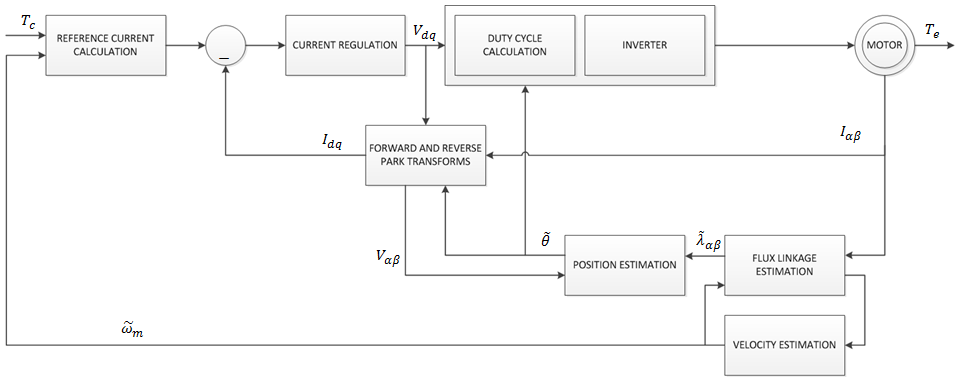 T_c
REFERENCE CURRENT
CALCULATION
–
CURRENT REGULATION
V_dq
DUTY CYCLE
CALCULATION
INVERTER
MOTOR
T_e
I_dq
FORWARD AND REVERSE
PARK TRANSFORMS
I_αβ
V_αβ
θ̃
POSITION ESTIMATION
λ̃_αβ
FLUX LINKAGE
ESTIMATION
ω̃_m
VELOCITY ESTIMATION